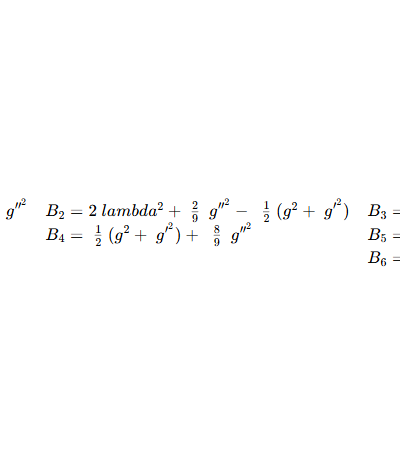 g″² B₂ = 2 lambda² + 2/9 g″² − 1/2 (g² + g′²) B₃ =
B₄ = 1/2 (g² + g′²) + 8/9 g″² B₅ =
B₆ =